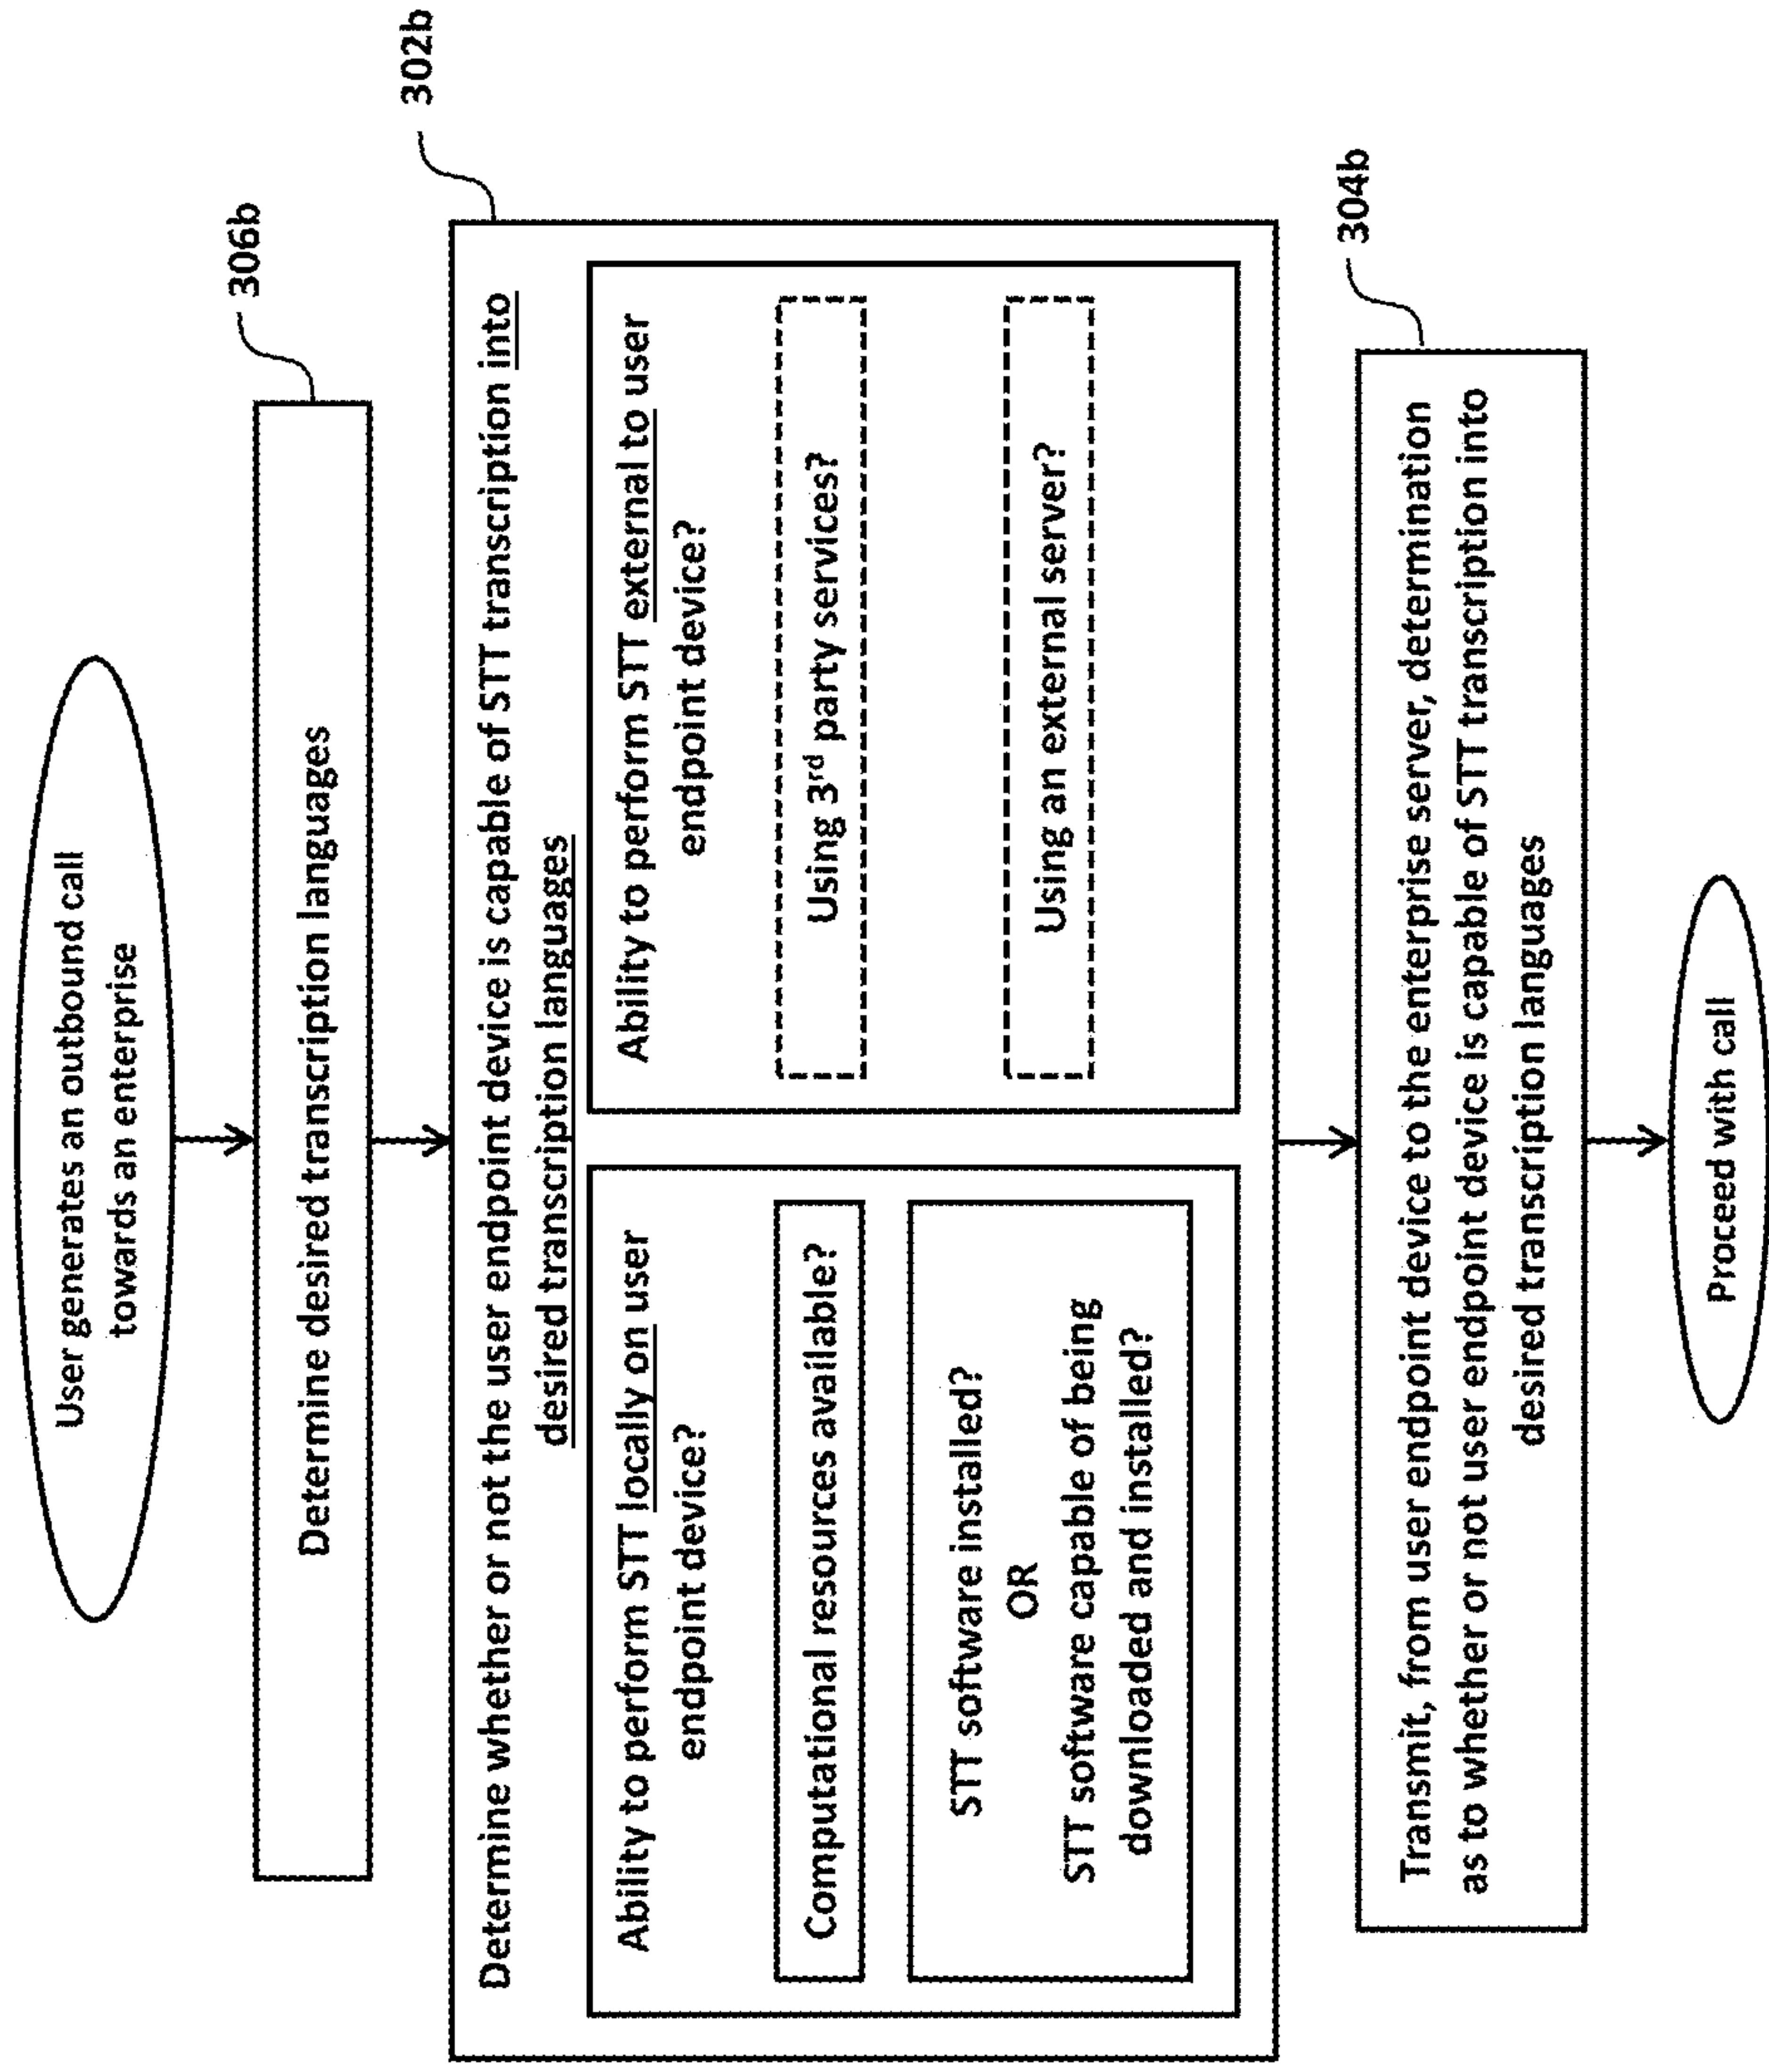 User generates an outbound call
towards an enterprise
306b
Determine desired transcription languages
302b
Determine whether or not the user endpoint device is capable of STT transcription into
desired transcription languages
Ability to perform STT locally on user
endpoint device?
Computational resources available?
STT software installed?
OR
STT software capable of being
downloaded and installed?
Ability to perform STT external to user
endpoint device?
Using 3rd party services?
Using an external server?
304b
Transmit, from user endpoint device to the enterprise server, determination
as to whether or not user endpoint device is capable of STT transcription into
desired transcription languages
Proceed with call